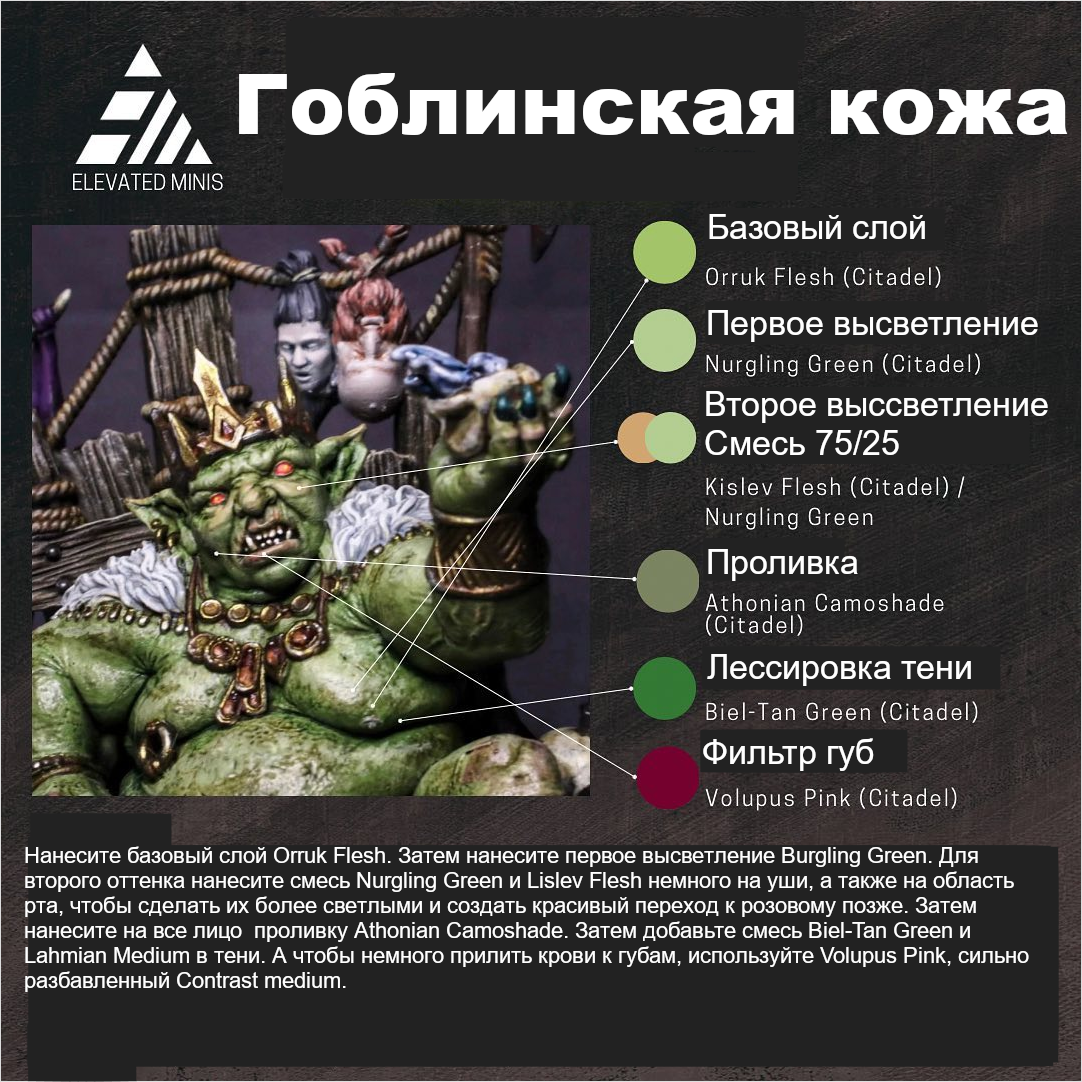 Гоблинская кожа
ELEVATED MINIS
Базовый слой
Orruk Flesh (Citadel)
Первое высветление
Nurgling Green (Citadel)
Второе выссветление
Смесь 75/25
Kislev Flesh (Citadel) /
Nurgling Green
Проливка
Athonian Camoshade
(Citadel)
Лессировка тени
Biel-Tan Green (Citadel)
Фильтр губ
Volupus Pink (Citadel)
Нанесите базовый слой Orruk Flesh. Затем нанесите первое высветление Burgling Green. Для
второго оттенка нанесите смесь Nurgling Green и Lislev Flesh немного на уши, а также на область
рта, чтобы сделать их более светлыми и создать красивый переход к розовому позже. Затем
нанесите на все лицо  проливку Athonian Camoshade. Затем добавьте смесь Biel-Tan Green и
Lahmian Medium в тени. А чтобы немного прилить крови к губам, используйте Volupus Pink, сильно
разбавленный Contrast medium.